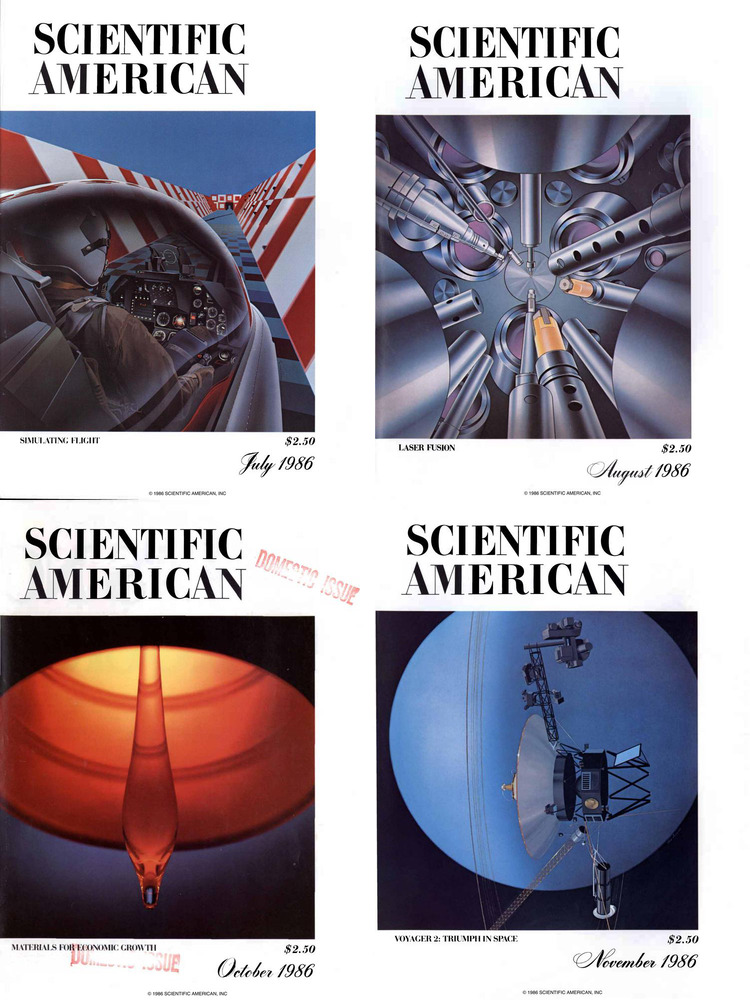 SCIENTIFIC
AMERICAN
SIMULATING FLIGHT
$2.50
July 1986
© 1986 SCIENTIFIC AMERICAN, INC
SCIENTIFIC
AMERICAN
LASER FUSION
$2.50
August 1986
© 1986 SCIENTIFIC AMERICAN, INC
SCIENTIFIC
AMERICAN
DOMESTIC ISSUE
MATERIALS FOR ECONOMIC GROWTH
DOMESTIC ISSUE
$2.50
October 1986
© 1986 SCIENTIFIC AMERICAN, INC
SCIENTIFIC
AMERICAN
VOYAGER 2: TRIUMPH IN SPACE
$2.50
November 1986
© 1986 SCIENTIFIC AMERICAN, INC